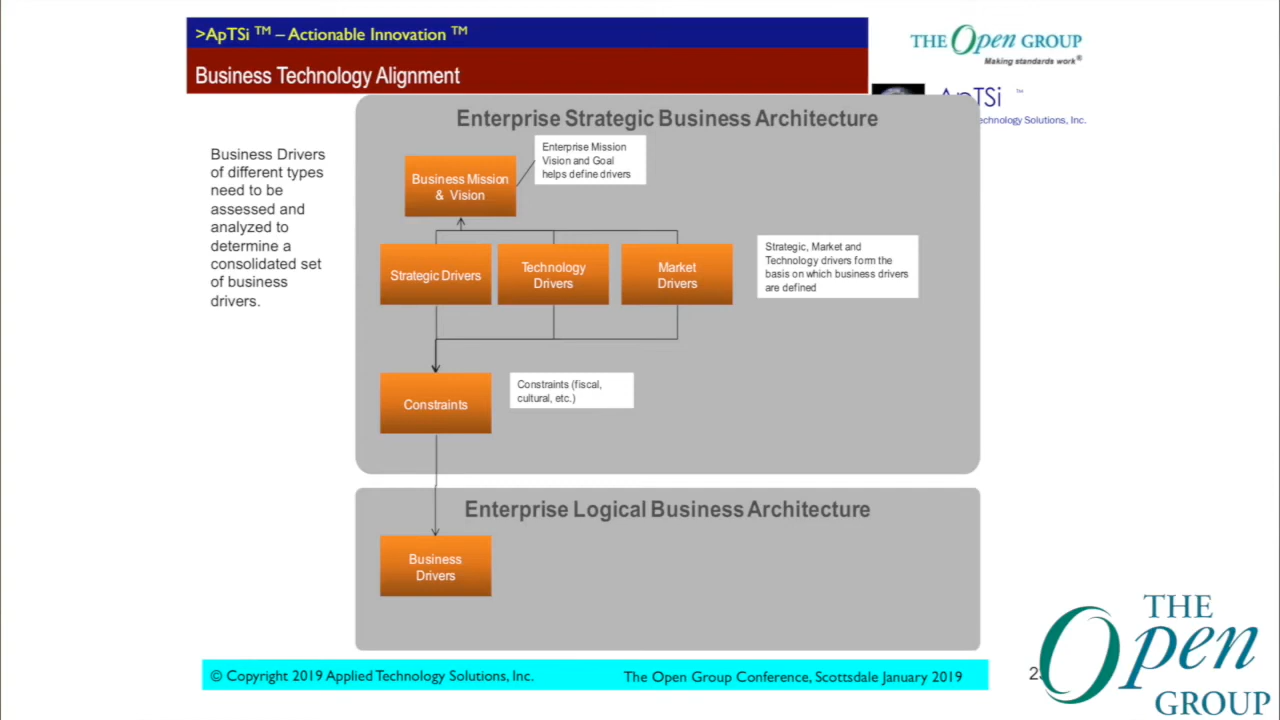 >ApTSi ™ – Actionable Innovation ™
Business Technology Alignment
THE Open GROUP
Making standards work®
ApTSi ™
echnology Solutions, Inc.
Enterprise Strategic Business Architecture
Business Drivers
of different types
need to be
assessed and
analyzed to
determine a
consolidated set
of business
drivers.
Business Mission
& Vision
Enterprise Mission
Vision and Goal
helps define drivers
Strategic Drivers
Technology
Drivers
Market
Drivers
Strategic, Market and
Technology drivers form the
basis on which business drivers
are defined
Constraints
Constraints (fiscal,
cultural, etc.)
Enterprise Logical Business Architecture
Business
Drivers
© Copyright 2019 Applied Technology Solutions, Inc.
The Open Group Conference, Scottsdale January 2019
THE
Open
GROUP